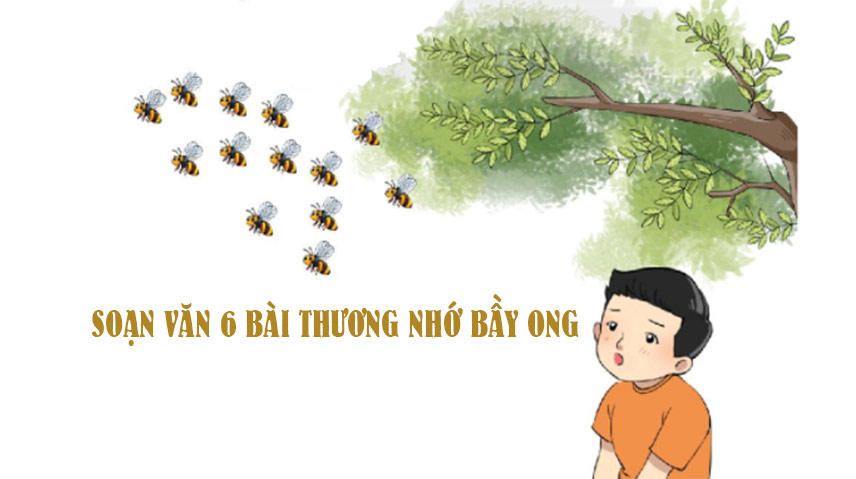 SOẠN VĂN 6 BÀI THƯƠNG NHỚ BẦY ONG